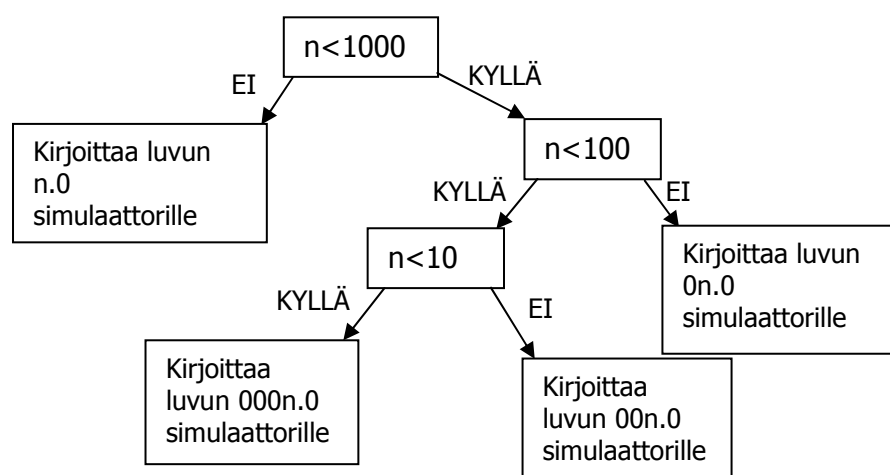 n<1000
EI
KYLLÄ
Kirjoittaa luvun
n.0
simulaattorille
n<100
KYLLÄ
EI
n<10
Kirjoittaa luvun
0n.0
simulaattorille
KYLLÄ
EI
Kirjoittaa
luvun 000n.0
simulaattorille
Kirjoittaa
luvun 00n.0
simulaattorille